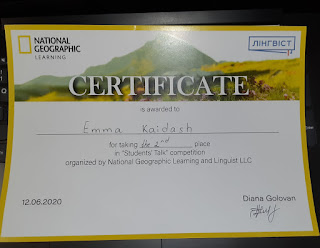 NATIONAL
GEOGRAPHIC
LEARNING
ЛІНГВІСТ
CERTIFICATE
is awarded to
Emma Kaidash
for taking the 2nd place
in "Students' Talk" competition
organized by National Geographic Learning and Linguist LLC
12.06.2020
Diana Golovan